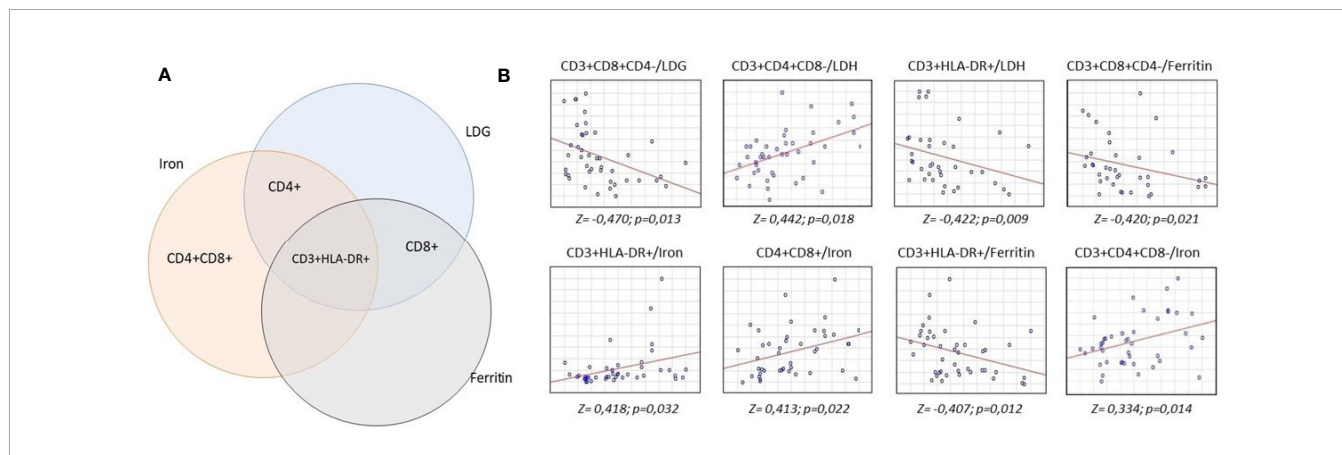 A
LDG
Iron
CD4+
CD4+CD8+
CD3+HLA-DR+
CD8+
Ferritin
B
CD3+CD8+CD4-/LDG
CD3+CD4+CD8-/LDH
CD3+HLA-DR+/LDH
CD3+CD8+CD4-/Ferritin
Z= -0,470; p=0,013
Z= 0,442; p=0,018
Z= -0,422; p=0,009
Z= -0,420; p=0,021
CD3+HLA-DR+/Iron
CD4+CD8+/Iron
CD3+HLA-DR+/Ferritin
CD3+CD4+CD8-/Iron
Z= 0,418; p=0,032
Z= 0,413; p=0,022
Z= -0,407; p=0,012
Z= 0,334; p=0,014